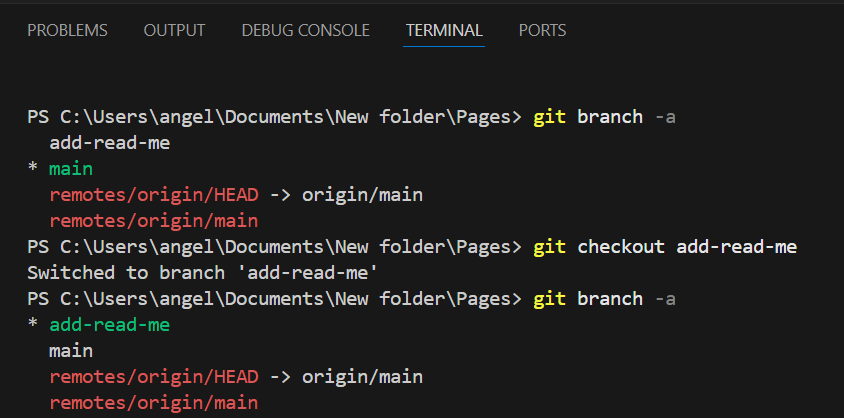 PROBLEMS OUTPUT DEBUG CONSOLE TERMINAL PORTS
PS C:\Users\angel\Documents\New folder\Pages> git branch -a
  add-read-me
* main
  remotes/origin/HEAD -> origin/main
  remotes/origin/main
PS C:\Users\angel\Documents\New folder\Pages> git checkout add-read-me
Switched to branch 'add-read-me'
PS C:\Users\angel\Documents\New folder\Pages> git branch -a
* add-read-me
  main
  remotes/origin/HEAD -> origin/main
  remotes/origin/main